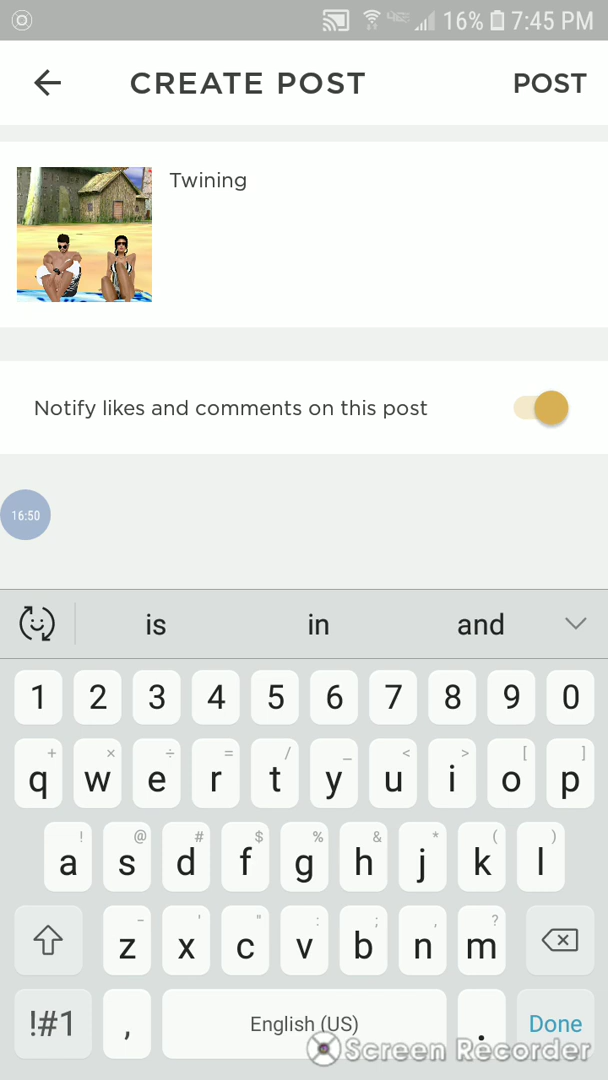 16% 7:45 PM
CREATE POST POST
Twining
Notify likes and comments on this post
16:50
is in and
1 2 3 4 5 6 7 8 9 0
+ × ÷ = / _ < > [ ]
q w e r t y u i o p
! @ # $ % & * ( )
a s d f g h j k l
- ' " : ; , ?
z x c v b n m
!#1 , English (US) . Done
Screen Recorder